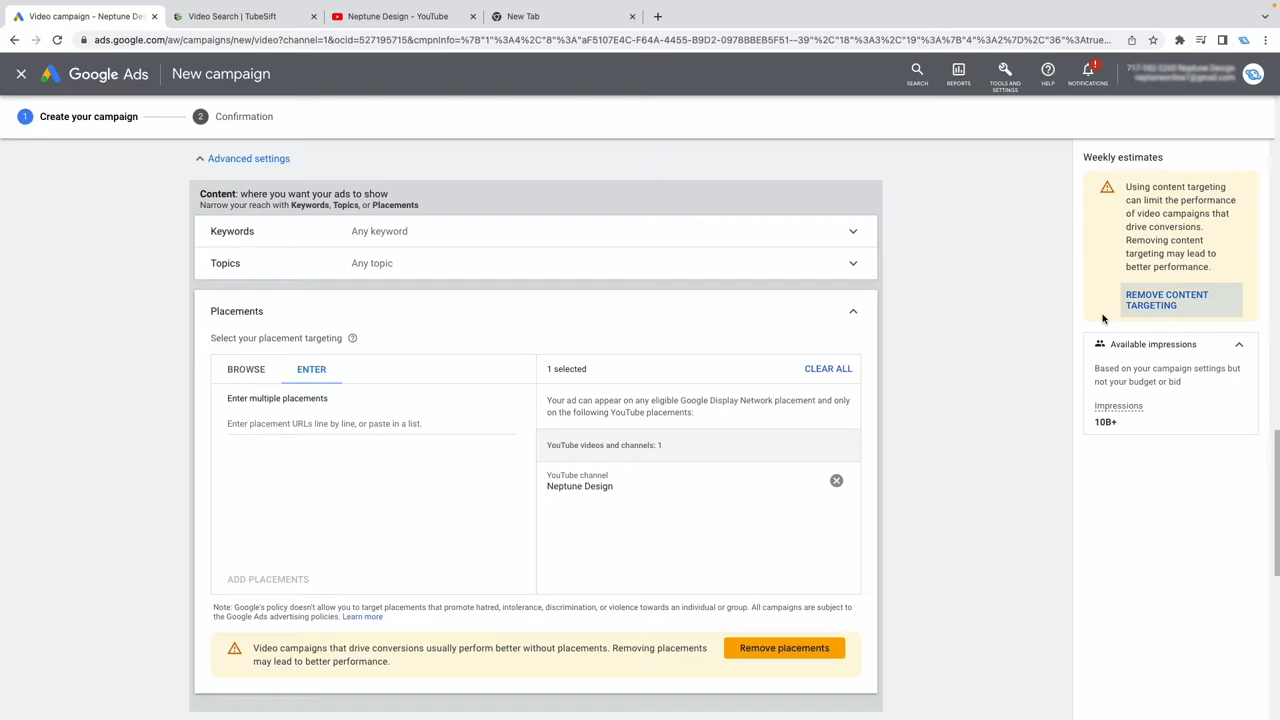 Video campaign - Neptune De
Video Search | TubeSift
Neptune Design - YouTube
New Tab
ads.google.com/aw/campaigns/new/video?channel=1&ocid=527195715&cmpnInfo=%7B"1"%3A4%2C"8"%3A"aF5107E4C-F64A-4455-B9D2-0978BBEB5F51--39"%2C"18"%3A3%2C"19"%3A%7B"4"%3A2%7D%2C"36"%3Atrue...
Google Ads
New campaign
SEARCH
REPORTS
TOOLS AND
SETTINGS
HELP
NOTIFICATIONS
1 Create your campaign
2 Confirmation
Advanced settings
Content: where you want your ads to show
Narrow your reach with Keywords, Topics, or Placements
Keywords Any keyword
Topics Any topic
Placements
Select your placement targeting
BROWSE
ENTER
Enter multiple placements
Enter placement URLs line by line, or paste in a list.
ADD PLACEMENTS
1 selected
CLEAR ALL
Your ad can appear on any eligible Google Display Network placement and only
on the following YouTube placements:
YouTube videos and channels: 1
YouTube channel
Neptune Design
Note: Google's policy doesn't allow you to target placements that promote hatred, intolerance, discrimination, or violence towards an individual or group. All campaigns are subject to
the Google Ads advertising policies. Learn more
Video campaigns that drive conversions usually perform better without placements. Removing placements
may lead to better performance.
Remove placements
Weekly estimates
Using content targeting
can limit the performance
of video campaigns that
drive conversions.
Removing content
targeting may lead to
better performance.
REMOVE CONTENT
TARGETING
Available impressions
Based on your campaign settings but
not your budget or bid
Impressions
10B+